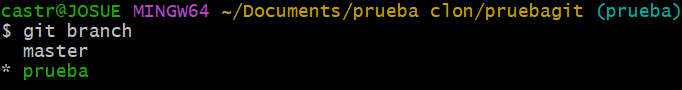 castr@JOSUE MINGW64 ~/Documents/prueba clon/pruebagit (prueba)
$ git branch
  master
* prueba